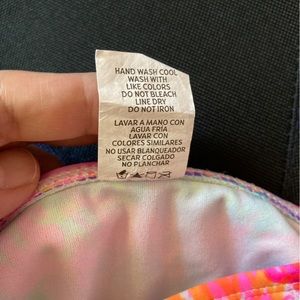 HAND WASH COOL
WASH WITH
LIKE COLORS
DO NOT BLEACH
LINE DRY
DO NOT IRON
LAVAR A MANO CON
AGUA FRIA
LAVAR CON
COLORES SIMILARES
NO USAR BLANQUEADOR
SECAR COLGADO
NO PLANCHAR